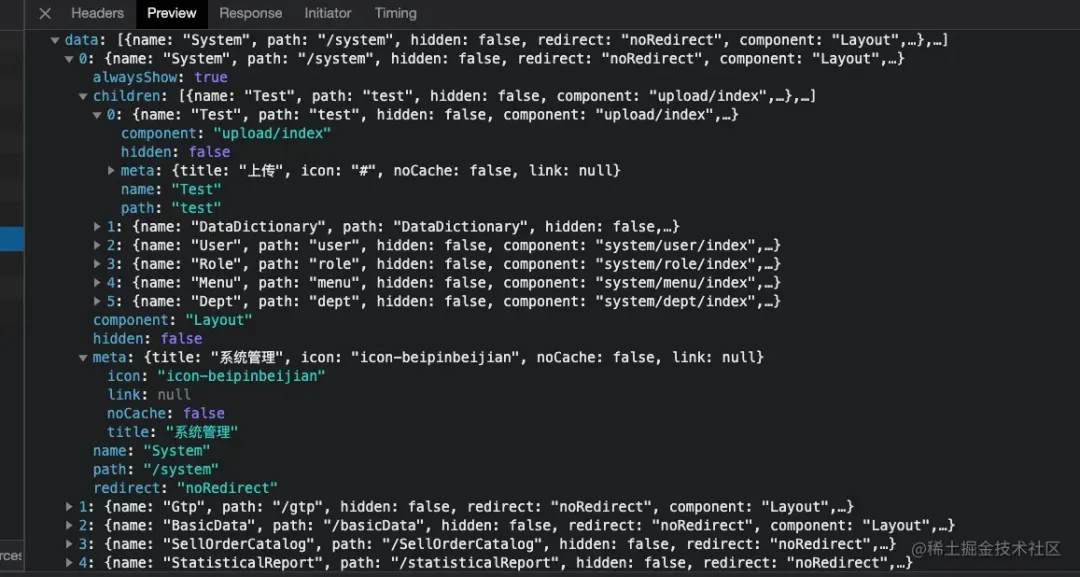 Headers Preview Response Initiator Timing
data: [{name: "System", path: "/system", hidden: false, redirect: "noRedirect", component: "Layout",…},…]
0: {name: "System", path: "/system", hidden: false, redirect: "noRedirect", component: "Layout",…}
alwaysShow: true
children: [{name: "Test", path: "test", hidden: false, component: "upload/index",…},…]
0: {name: "Test", path: "test", hidden: false, component: "upload/index",…}
component: "upload/index"
hidden: false
meta: {title: "上传", icon: "#", noCache: false, link: null}
name: "Test"
path: "test"
1: {name: "DataDictionary", path: "DataDictionary", hidden: false,…}
2: {name: "User", path: "user", hidden: false, component: "system/user/index",…}
3: {name: "Role", path: "role", hidden: false, component: "system/role/index",…}
4: {name: "Menu", path: "menu", hidden: false, component: "system/menu/index",…}
5: {name: "Dept", path: "dept", hidden: false, component: "system/dept/index",…}
component: "Layout"
hidden: false
meta: {title: "系统管理", icon: "icon-beipinbeijian", noCache: false, link: null}
icon: "icon-beipinbeijian"
link: null
noCache: false
title: "系统管理"
name: "System"
path: "/system"
redirect: "noRedirect"
1: {name: "Gtp", path: "/gtp", hidden: false, redirect: "noRedirect", component: "Layout",…}
2: {name: "BasicData", path: "/basicData", hidden: false, redirect: "noRedirect", component: "Layout",…}
3: {name: "SellOrderCatalog", path: "/SellOrderCatalog", hidden: false, redirect: "noRedirect",…}
4: {name: "StatisticalReport", path: "/statisticalReport", hidden: false, redirect: "noRedirect",…}
rces
@稀土掘金技术社区